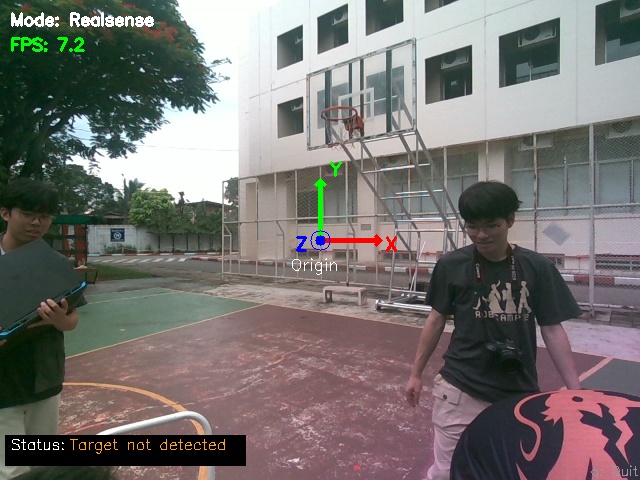 Mode: Realsense
FPS: 7.2
Y
Z
X
Origin
Status: Target not detected